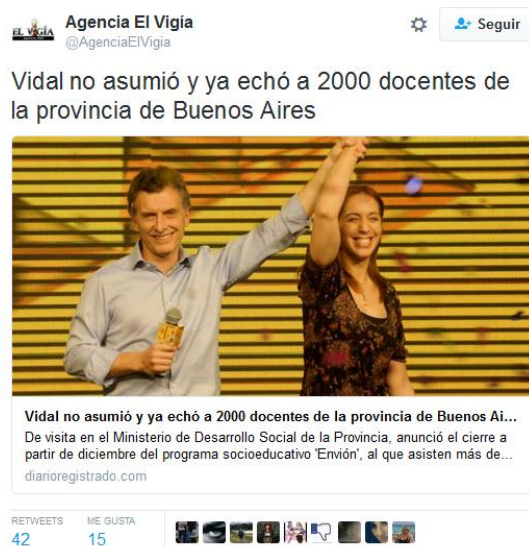 EL VIGÍA
Agencia El Vigía
@AgenciaElVigia
Seguir
Vidal no asumió y ya echó a 2000 docentes de
la provincia de Buenos Aires
Vidal no asumió y ya echó a 2000 docentes de la provincia de Buenos Ai...
De visita en el Ministerio de Desarrollo Social de la Provincia, anunció el cierre a
partir de diciembre del programa socioeducativo 'Envión', al que asisten más de...
diarioregistrado.com
RETWEETS ME GUSTA
42 15